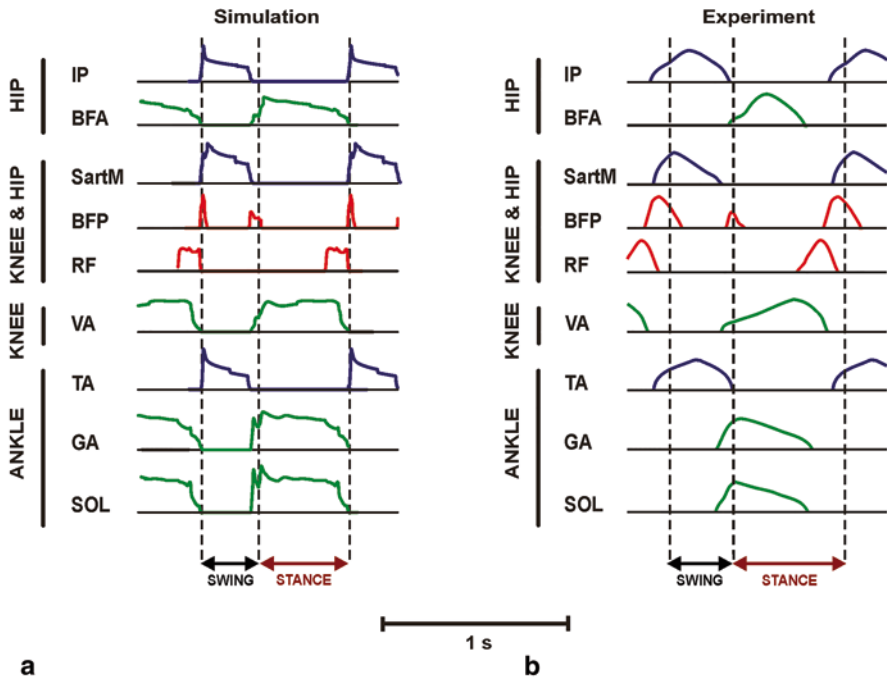 Simulation
HIP
IP
BFA
KNEE & HIP
SartM
BFP
RF
KNEE
VA
ANKLE
TA
GA
SOL
SWING
STANCE
a
Experiment
HIP
IP
BFA
KNEE & HIP
SartM
BFP
RF
KNEE
VA
ANKLE
TA
GA
SOL
SWING
STANCE
1 s
b